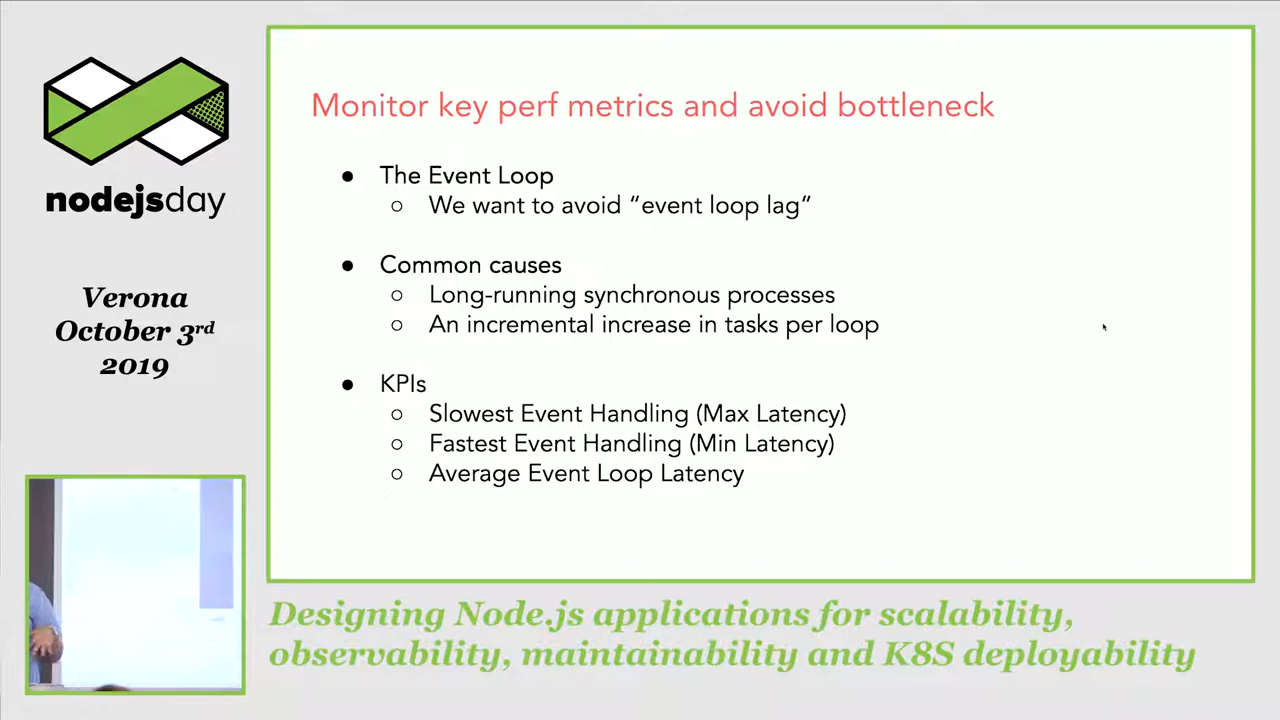 nodejsday
Verona
October 3rd
2019
Monitor key perf metrics and avoid bottleneck
● The Event Loop
○ We want to avoid “event loop lag”
● Common causes
○ Long-running synchronous processes
○ An incremental increase in tasks per loop
● KPIs
○ Slowest Event Handling (Max Latency)
○ Fastest Event Handling (Min Latency)
○ Average Event Loop Latency
Designing Node.js applications for scalability,
observability, maintainability and K8S deployability